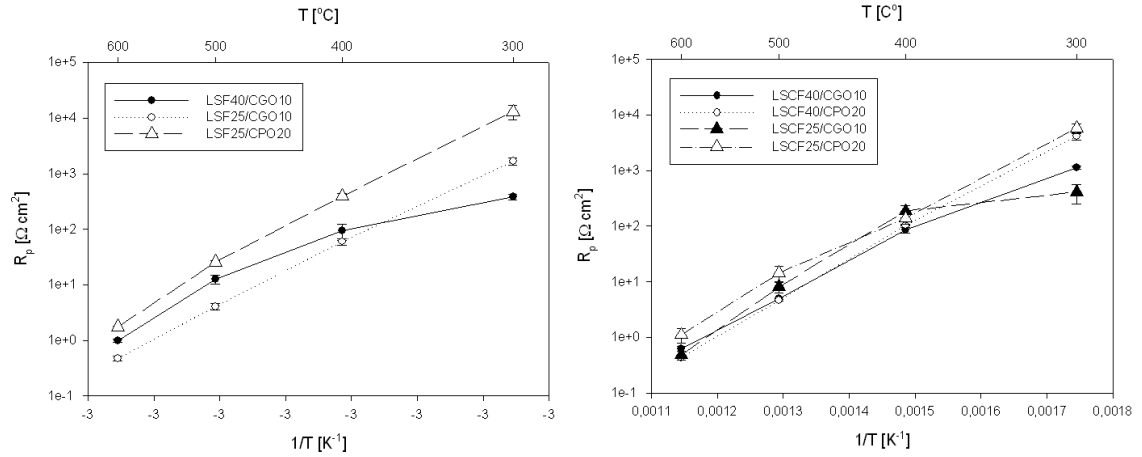 T [°C]
600 500 400 300
1e+5
1e+4
1e+3
1e+2
1e+1
1e+0
1e-1
Rp [Ω cm2]
LSF40/CGO10
LSF25/CGO10
LSF25/CPO20
-3 -3 -3 -3 -3 -3 -3 -3
1/T [K-1]
T [C°]
600 500 400 300
1e+5
1e+4
1e+3
1e+2
1e+1
1e+0
1e-1
Rp [Ω cm2]
LSCF40/CGO10
LSCF40/CPO20
LSCF25/CGO10
LSCF25/CPO20
0,0011 0,0012 0,0013 0,0014 0,0015 0,0016 0,0017 0,0018
1/T [K-1]